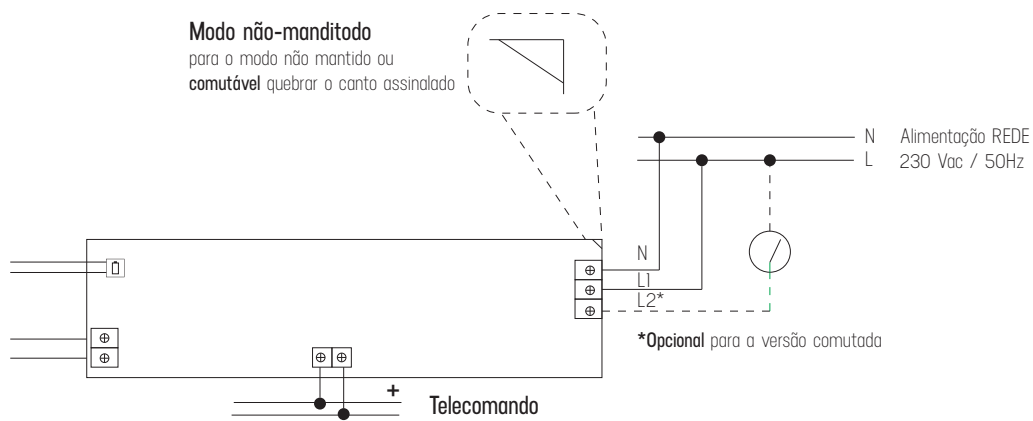 Modo não-manditodo
para o modo não mantido ou
comutável quebrar o canto assinalado
N Alimentação REDE
L 230 Vac / 50Hz
N
L1
L2*
*Opcional para a versão comutada
+
Telecomando